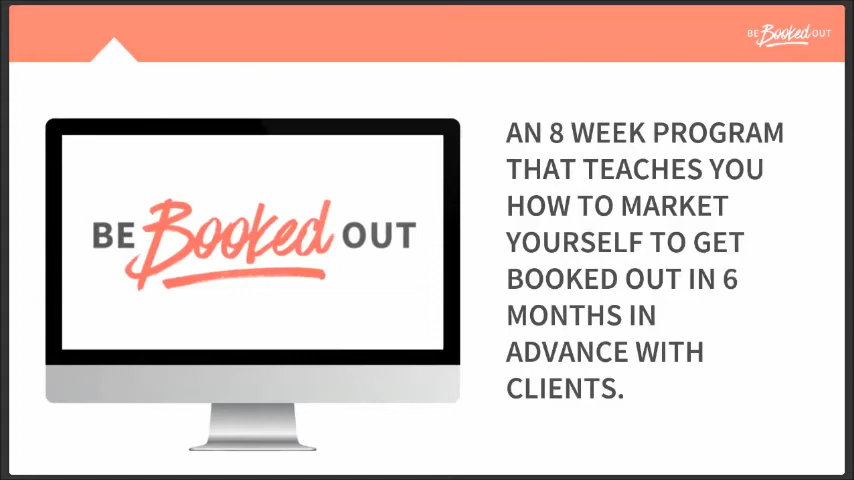 BE Booked OUT
BE Booked OUT
AN 8 WEEK PROGRAM
THAT TEACHES YOU
HOW TO MARKET
YOURSELF TO GET
BOOKED OUT IN 6
MONTHS IN
ADVANCE WITH
CLIENTS.